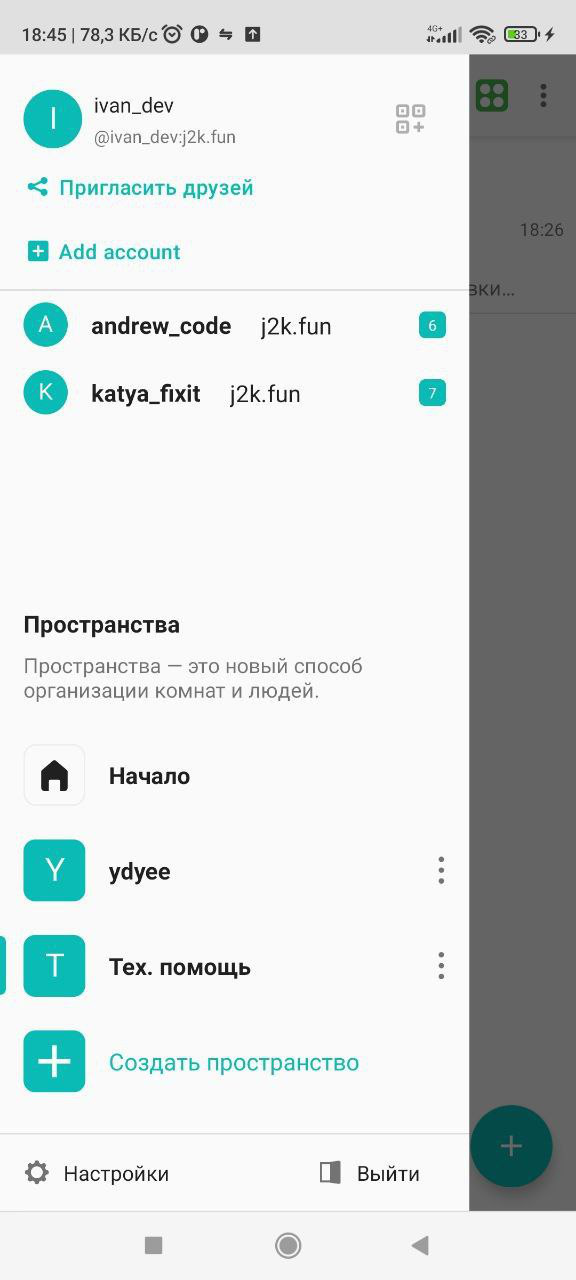 18:45 | 78,3 КБ/с
4G+
83
I
ivan_dev
@ivan_dev:j2k.fun
Пригласить друзей
Add account
18:26
вки...
A
andrew_code j2k.fun
6
K
katya_fixit j2k.fun
7
Пространства
Пространства — это новый способ
организации комнат и людей.
Начало
Y
ydyee
T
Тех. помощь
Создать пространство
Настройки
Выйти